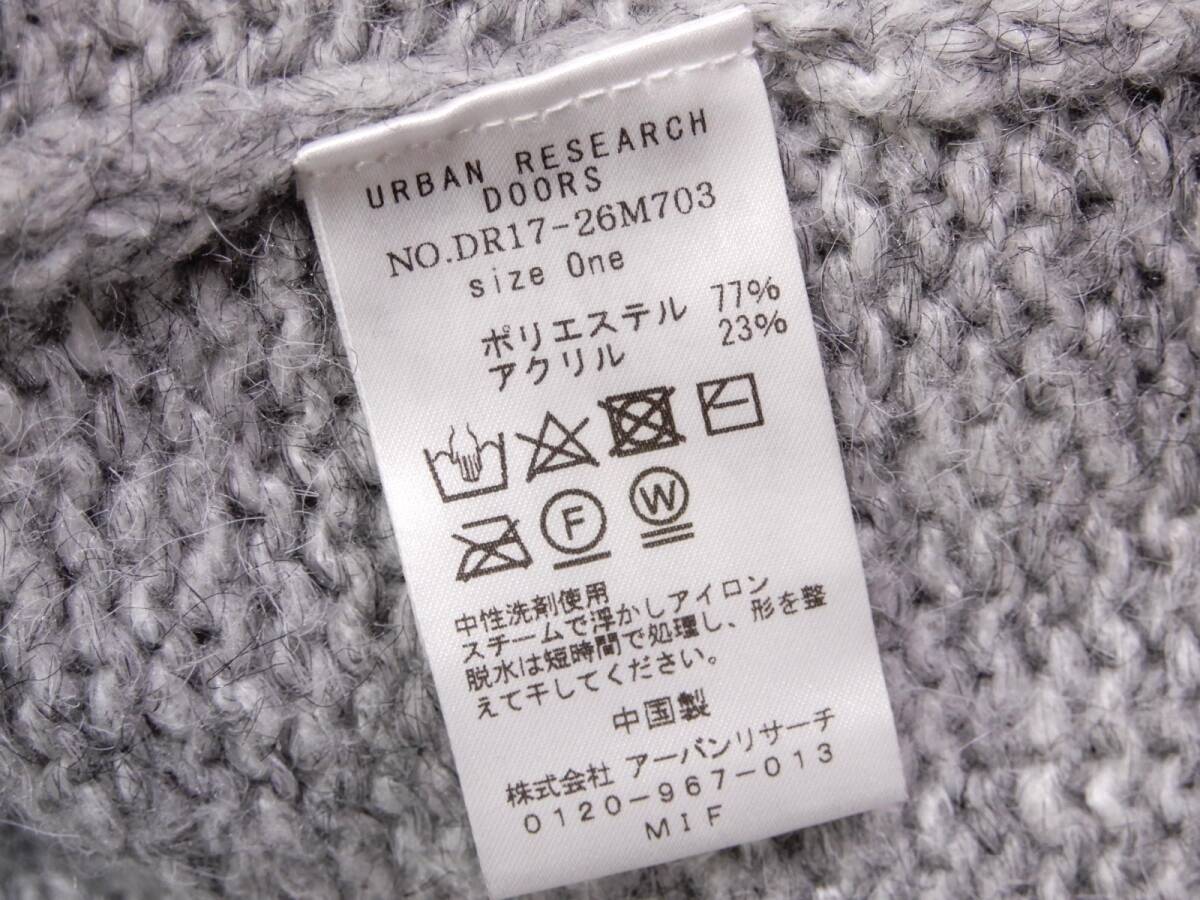 URBAN RESEARCH
DOORS
NO.DR17-26M703
size One
ポリエステル 77%
アクリル 23%
F W
中性洗剤使用
スチームで浮かしアイロン
脱水は短時間で処理し、形を整
えて干してください。
中国製
株式会社 アーバンリサーチ
0120-967-013
MIF